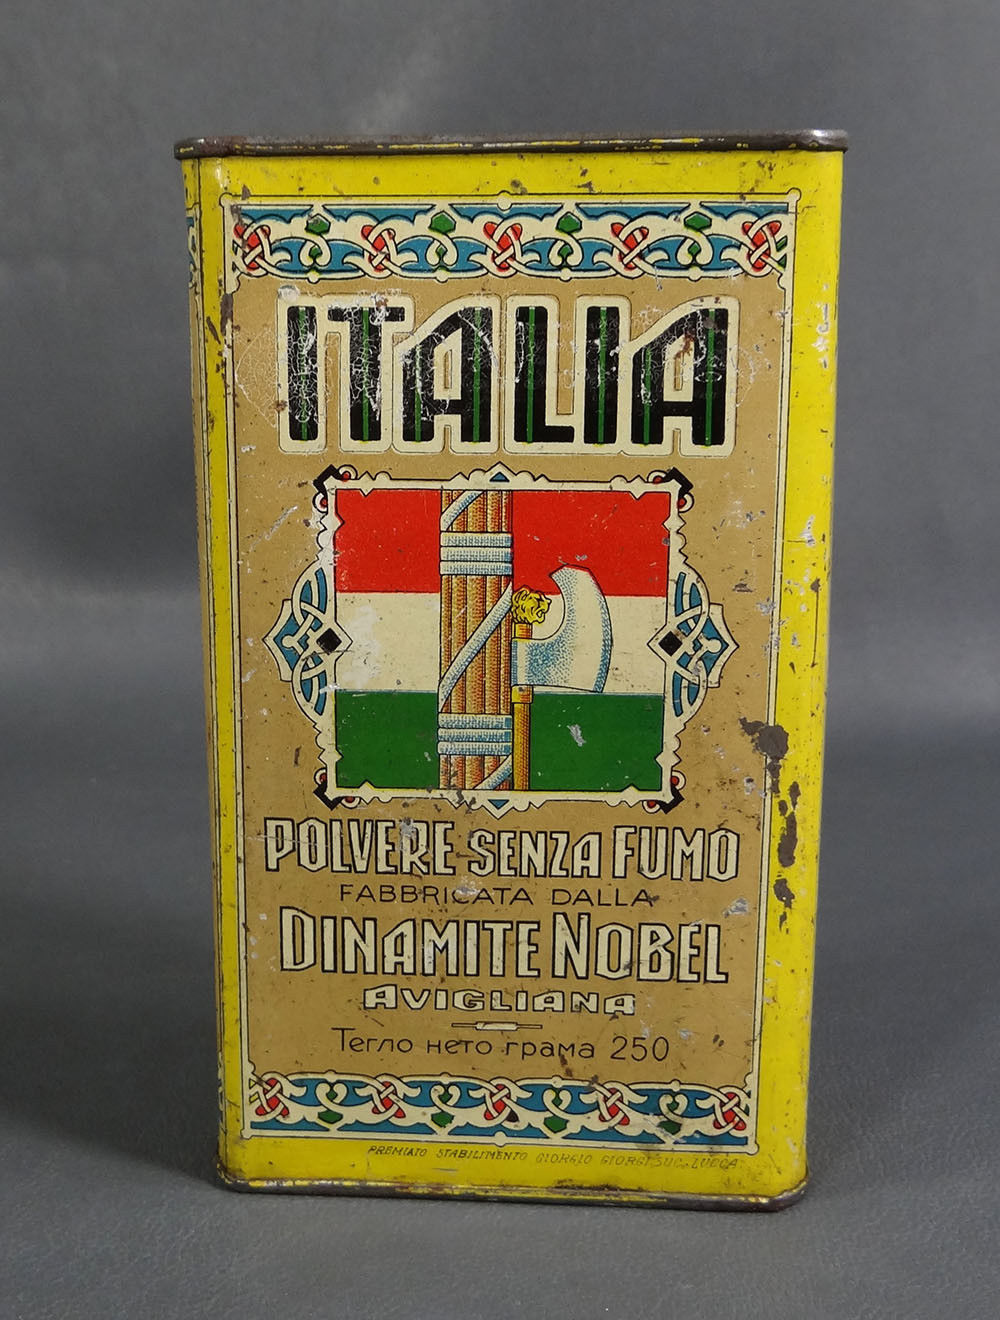 ITALIA
POLVERE SENZA FUMO
FABBRICATA DALLA
DINAMITE NOBEL
AVIGLIANA
Тегло нето грама 250
PREMIATO STABILIMENTO GIORGIO GIORGI SUC. LUCCA